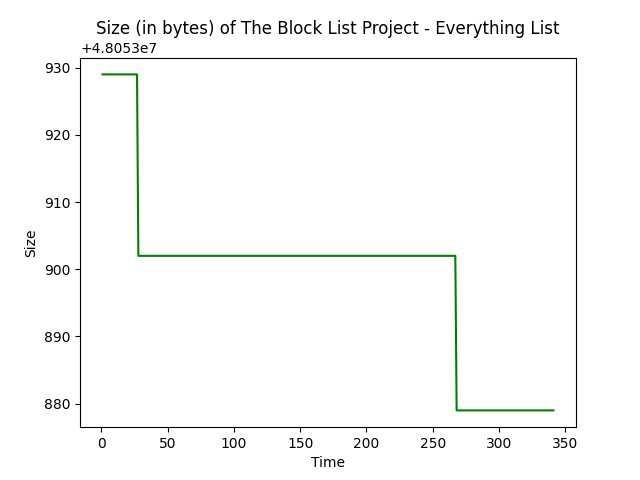 Size (in bytes) of The Block List Project - Everything List
+4.8053e7
930
920
910
900
890
880
Size
0 50 100 150 200 250 300 350
Time